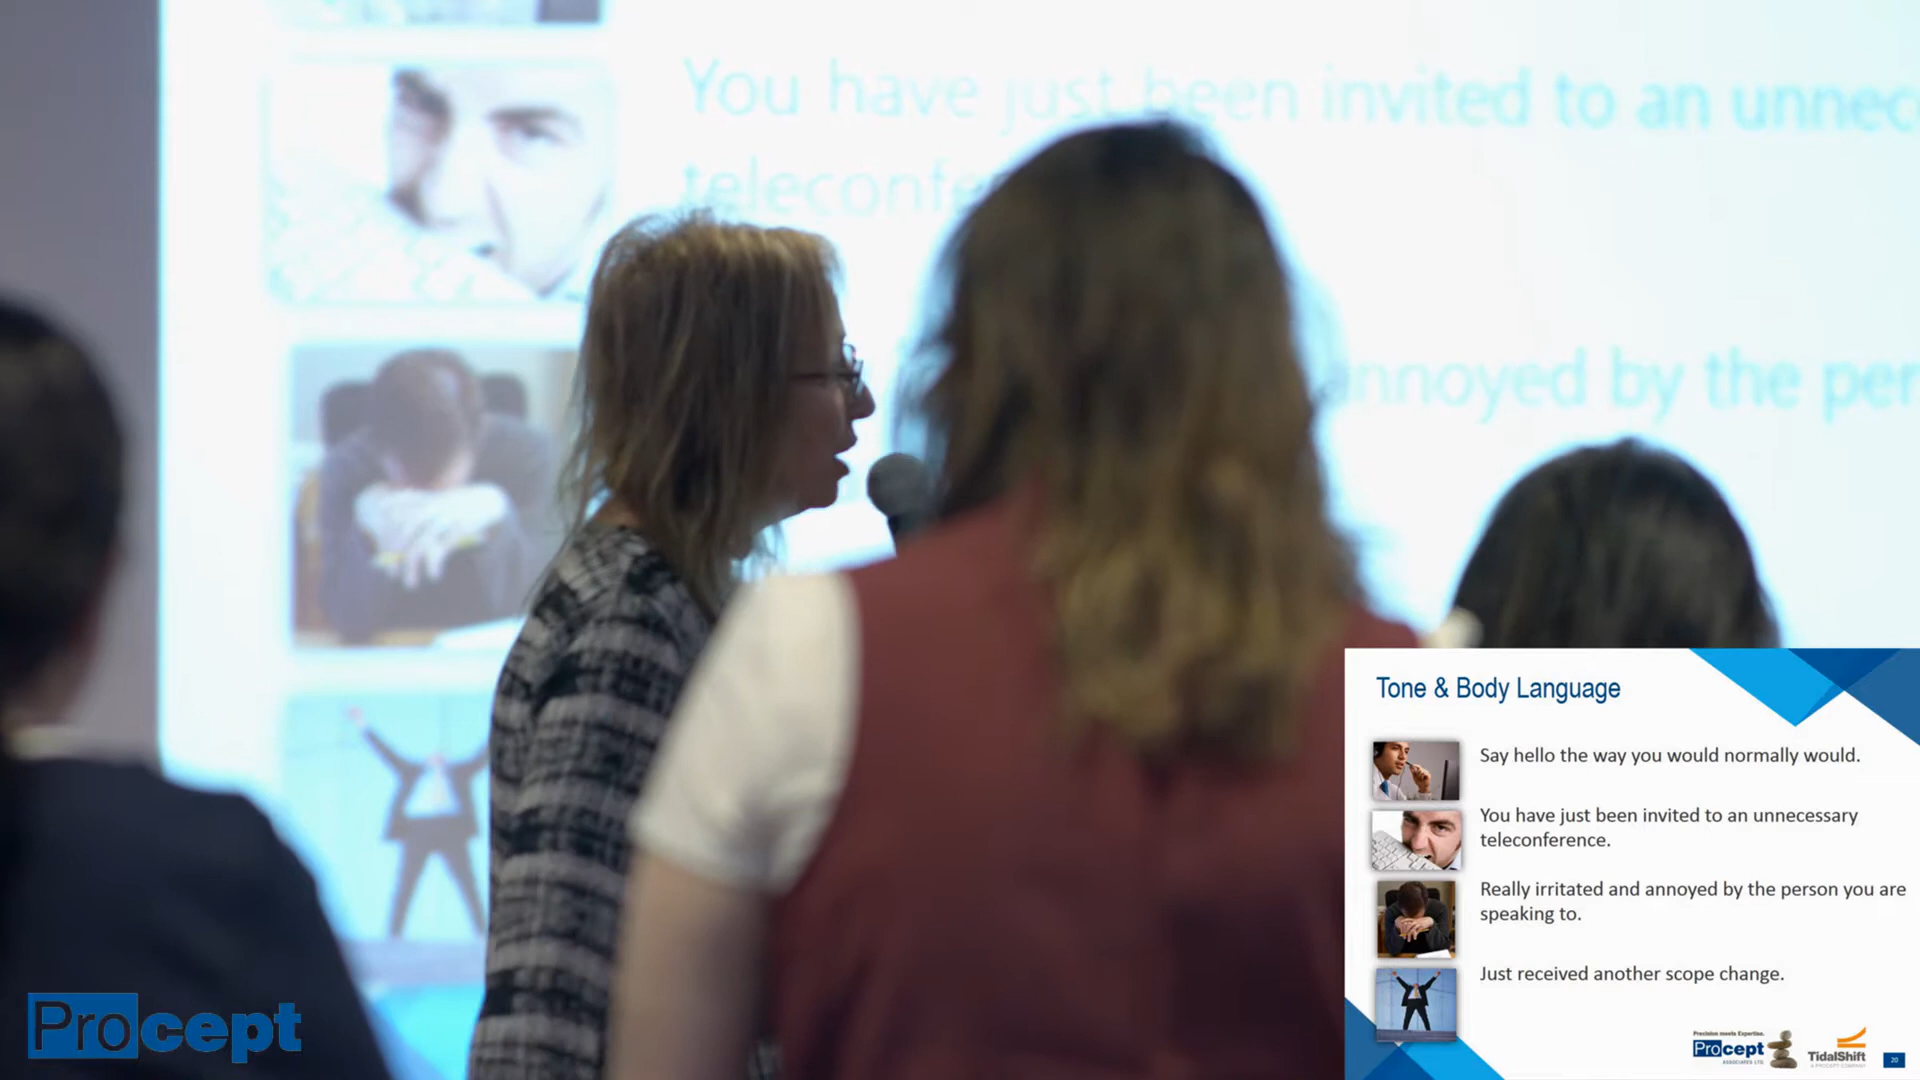 You have just been invited to an unnec
teleconfe
annoyed by the per
Tone & Body Language
Say hello the way you would normally would.
You have just been invited to an unnecessary
teleconference.
Really irritated and annoyed by the person you are
speaking to.
Just received another scope change.
Precision meets Expertise.
Procept
ASSOCIATES LTD.
TidalShift
A PROCEPT COMPANY
20
Procept